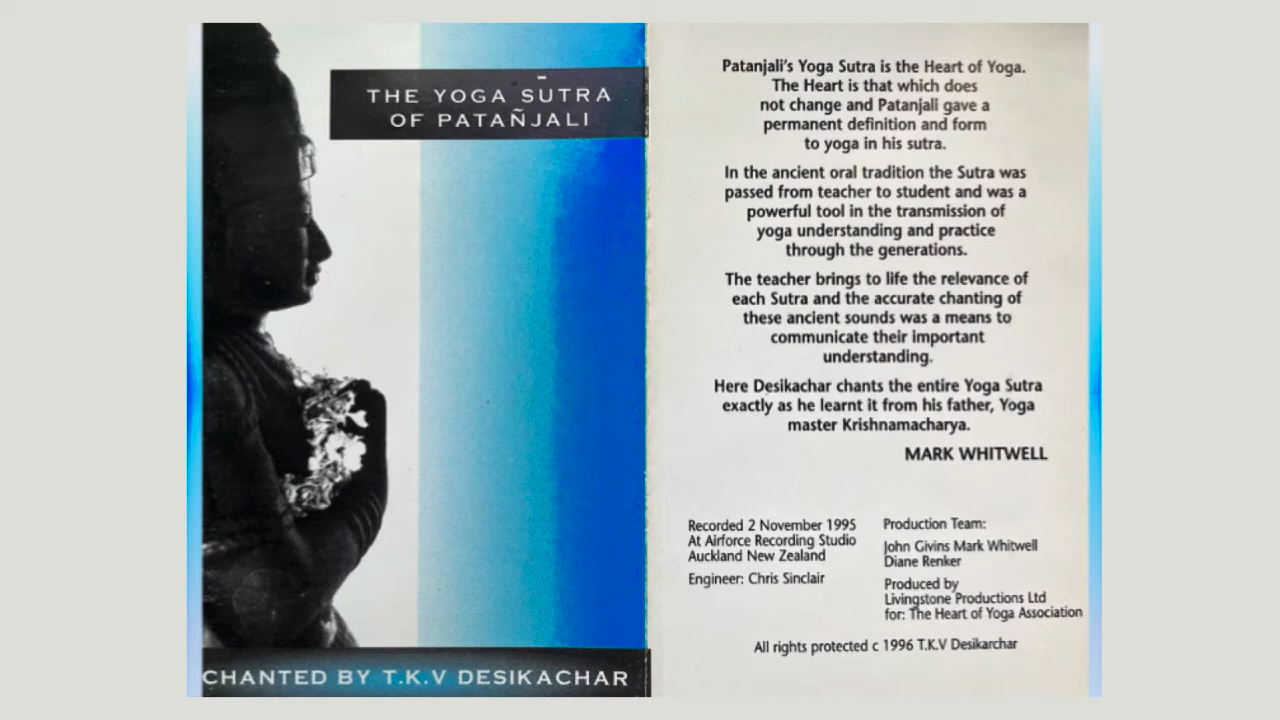 THE YOGA SŪTRA
OF PATAÑJALI
CHANTED BY T.K.V DESIKACHAR
Patanjali's Yoga Sutra is the Heart of Yoga.
The Heart is that which does
not change and Patanjali gave a
permanent definition and form
to yoga in his sutra.
In the ancient oral tradition the Sutra was
passed from teacher to student and was a
powerful tool in the transmission of
yoga understanding and practice
through the generations.
The teacher brings to life the relevance of
each Sutra and the accurate chanting of
these ancient sounds was a means to
communicate their important
understanding.
Here Desikachar chants the entire Yoga Sutra
exactly as he learnt it from his father, Yoga
master Krishnamacharya.
MARK WHITWELL
Recorded 2 November 1995
At Airforce Recording Studio
Auckland New Zealand
Engineer: Chris Sinclair
Production Team:
John Givins Mark Whitwell
Diane Renker
Produced by
Livingstone Productions Ltd
for: The Heart of Yoga Association
All rights protected c 1996 T.K.V Desikarchar